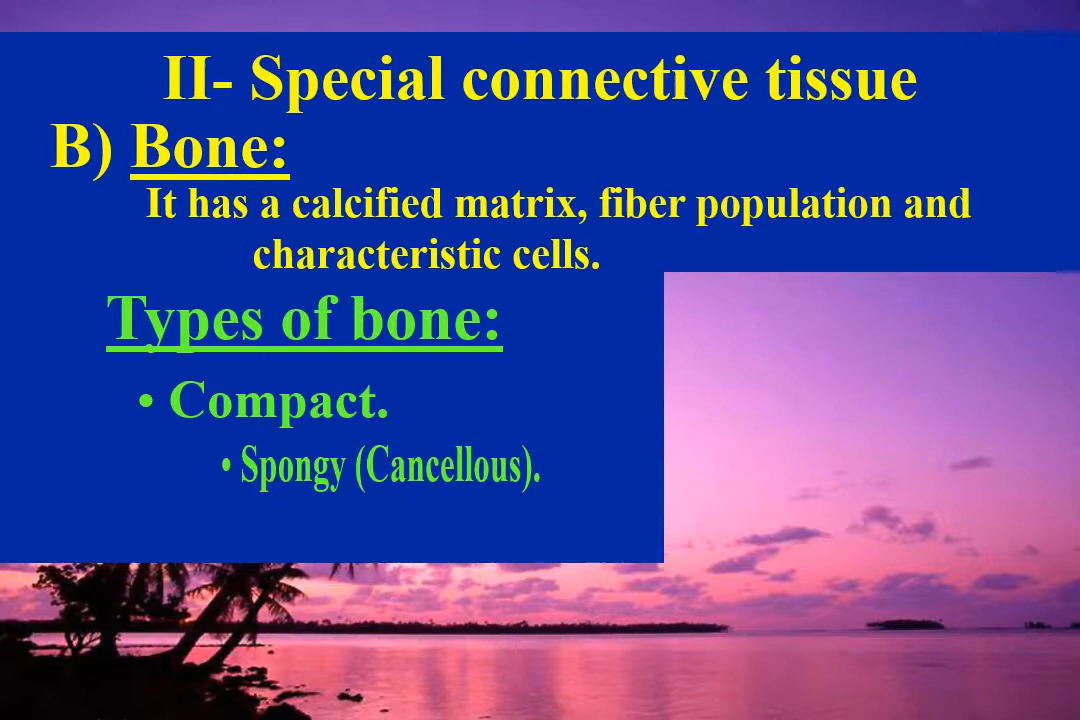 II- Special connective tissue
B) Bone:
It has a calcified matrix, fiber population and
characteristic cells.
Types of bone:
• Compact.
• Spongy (Cancellous).